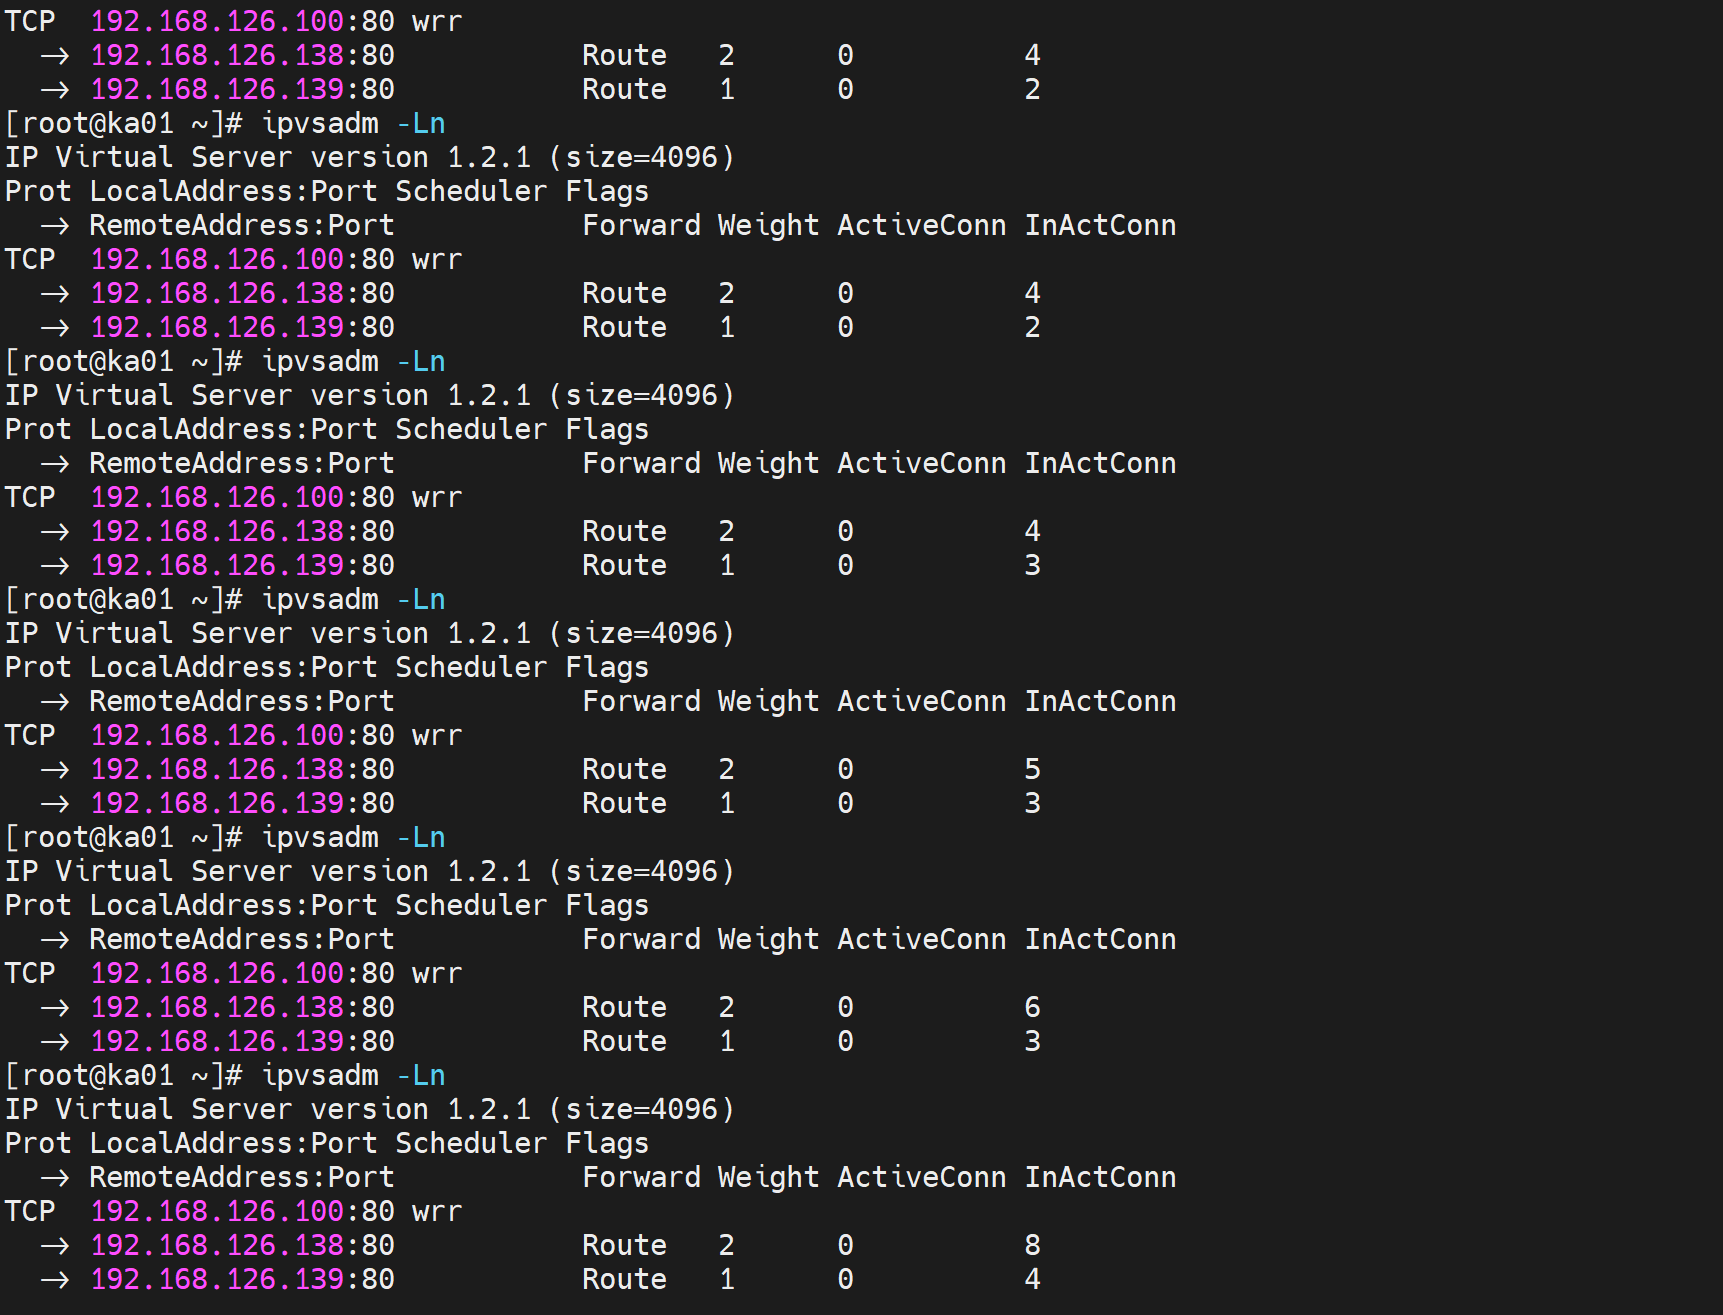 TCP  192.168.126.100:80 wrr
  -> 192.168.126.138:80           Route   2      0          4
  -> 192.168.126.139:80           Route   1      0          2
[root@ka01 ~]# ipvsadm -Ln
IP Virtual Server version 1.2.1 (size=4096)
Prot LocalAddress:Port Scheduler Flags
  -> RemoteAddress:Port           Forward Weight ActiveConn InActConn
TCP  192.168.126.100:80 wrr
  -> 192.168.126.138:80           Route   2      0          4
  -> 192.168.126.139:80           Route   1      0          2
[root@ka01 ~]# ipvsadm -Ln
IP Virtual Server version 1.2.1 (size=4096)
Prot LocalAddress:Port Scheduler Flags
  -> RemoteAddress:Port           Forward Weight ActiveConn InActConn
TCP  192.168.126.100:80 wrr
  -> 192.168.126.138:80           Route   2      0          4
  -> 192.168.126.139:80           Route   1      0          3
[root@ka01 ~]# ipvsadm -Ln
IP Virtual Server version 1.2.1 (size=4096)
Prot LocalAddress:Port Scheduler Flags
  -> RemoteAddress:Port           Forward Weight ActiveConn InActConn
TCP  192.168.126.100:80 wrr
  -> 192.168.126.138:80           Route   2      0          5
  -> 192.168.126.139:80           Route   1      0          3
[root@ka01 ~]# ipvsadm -Ln
IP Virtual Server version 1.2.1 (size=4096)
Prot LocalAddress:Port Scheduler Flags
  -> RemoteAddress:Port           Forward Weight ActiveConn InActConn
TCP  192.168.126.100:80 wrr
  -> 192.168.126.138:80           Route   2      0          6
  -> 192.168.126.139:80           Route   1      0          3
[root@ka01 ~]# ipvsadm -Ln
IP Virtual Server version 1.2.1 (size=4096)
Prot LocalAddress:Port Scheduler Flags
  -> RemoteAddress:Port           Forward Weight ActiveConn InActConn
TCP  192.168.126.100:80 wrr
  -> 192.168.126.138:80           Route   2      0          8
  -> 192.168.126.139:80           Route   1      0          4